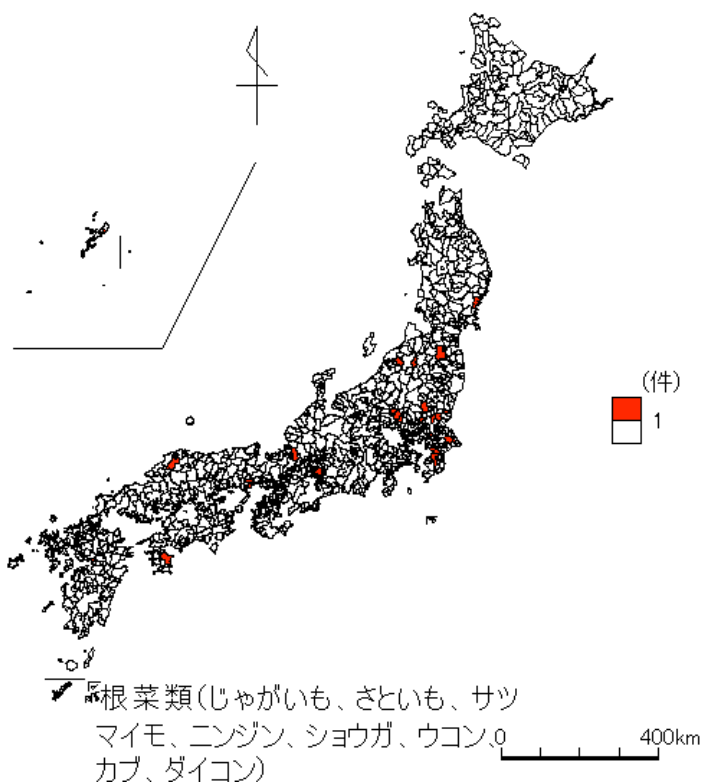 (件)
1
根菜類(じゃがいも、さといも、サツ
マイモ、ニンジン、ショウガ、ウコン、
カブ、ダイコン)
0 400km